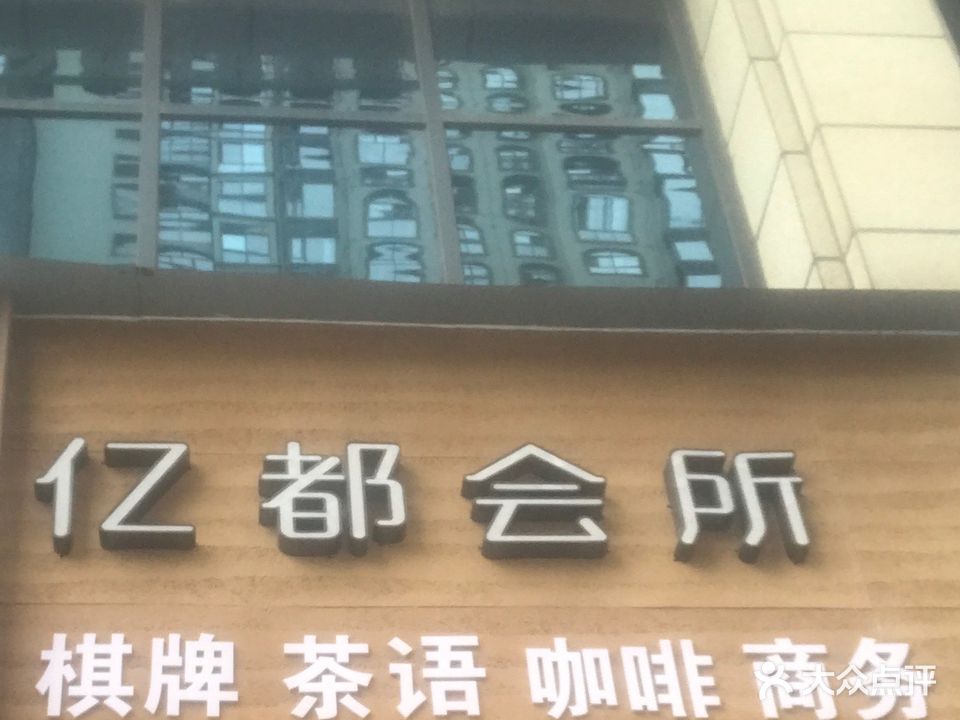 亿都会所
棋牌 茶语 咖啡 商务
大众点评